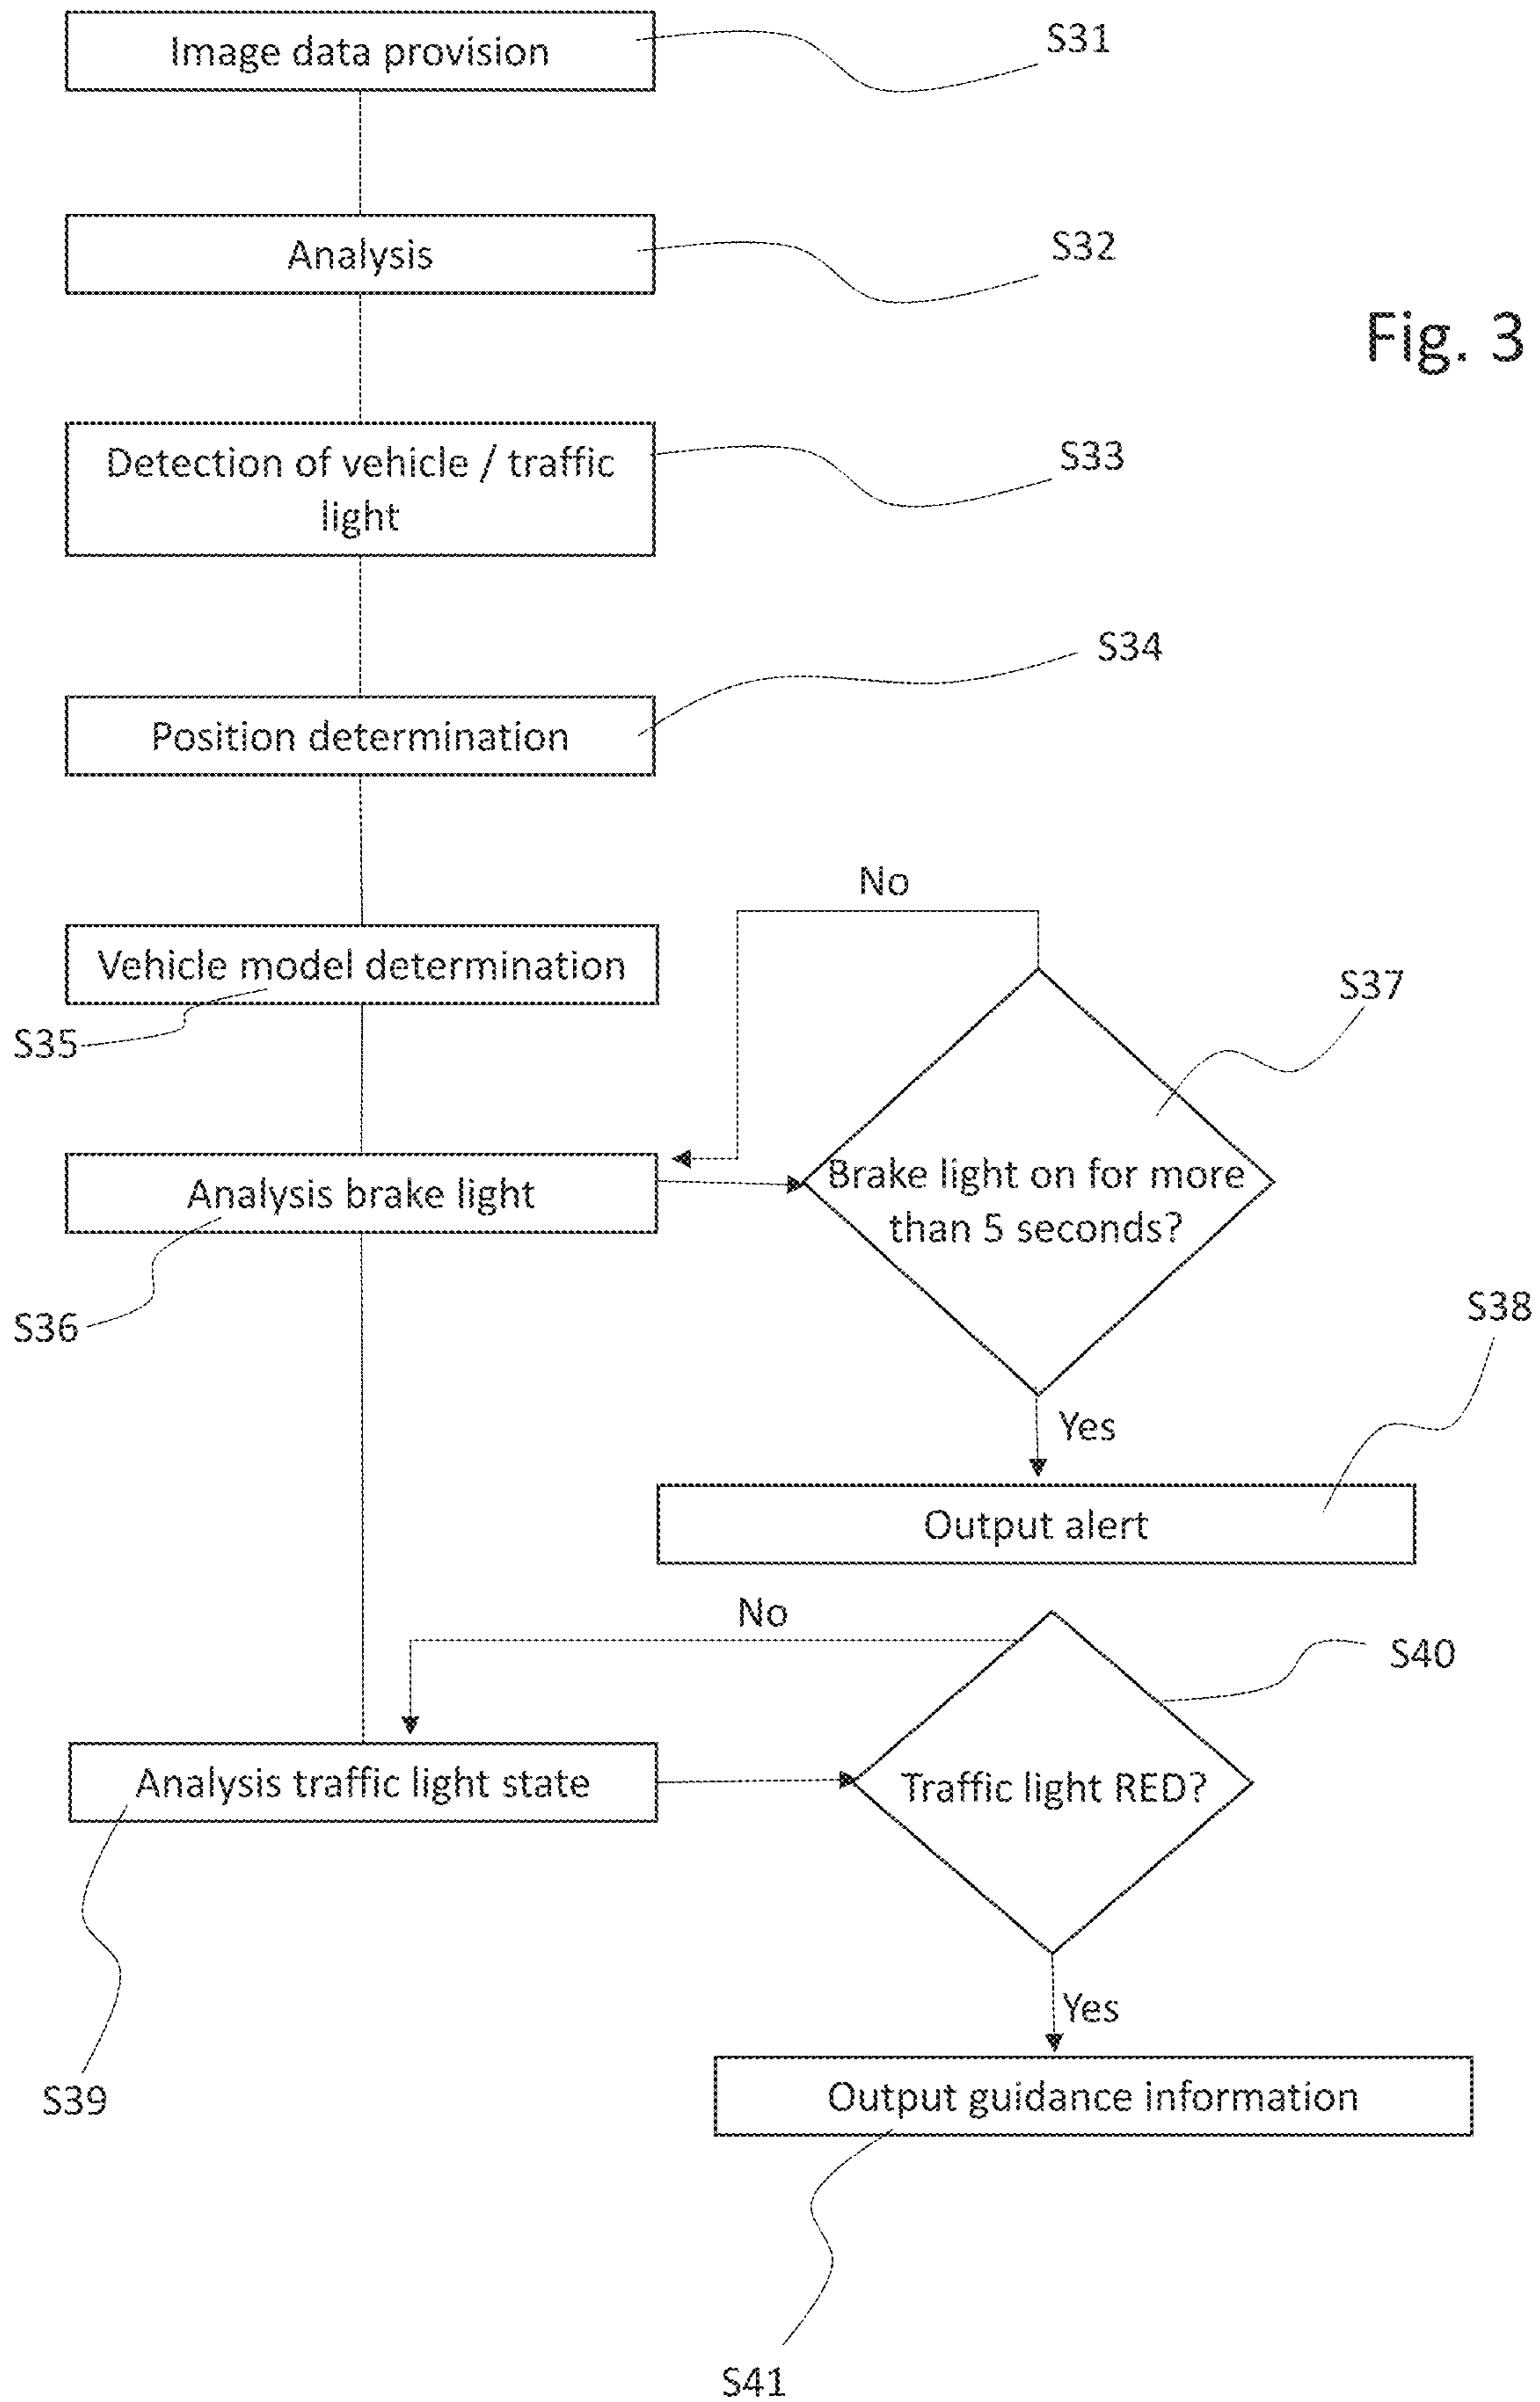 Image data provision
S31
Analysis
S32
Fig. 3
Detection of vehicle / traffic
light
S33
S34
Position determination
No
Vehicle model determination
S37
S35
Brake light on for more
than 5 seconds?
Analysis brake light
S36
S38
Yes
Output alert
No
S40
Analysis traffic light state
Traffic light RED?
Yes
S39
Output guidance information
S41